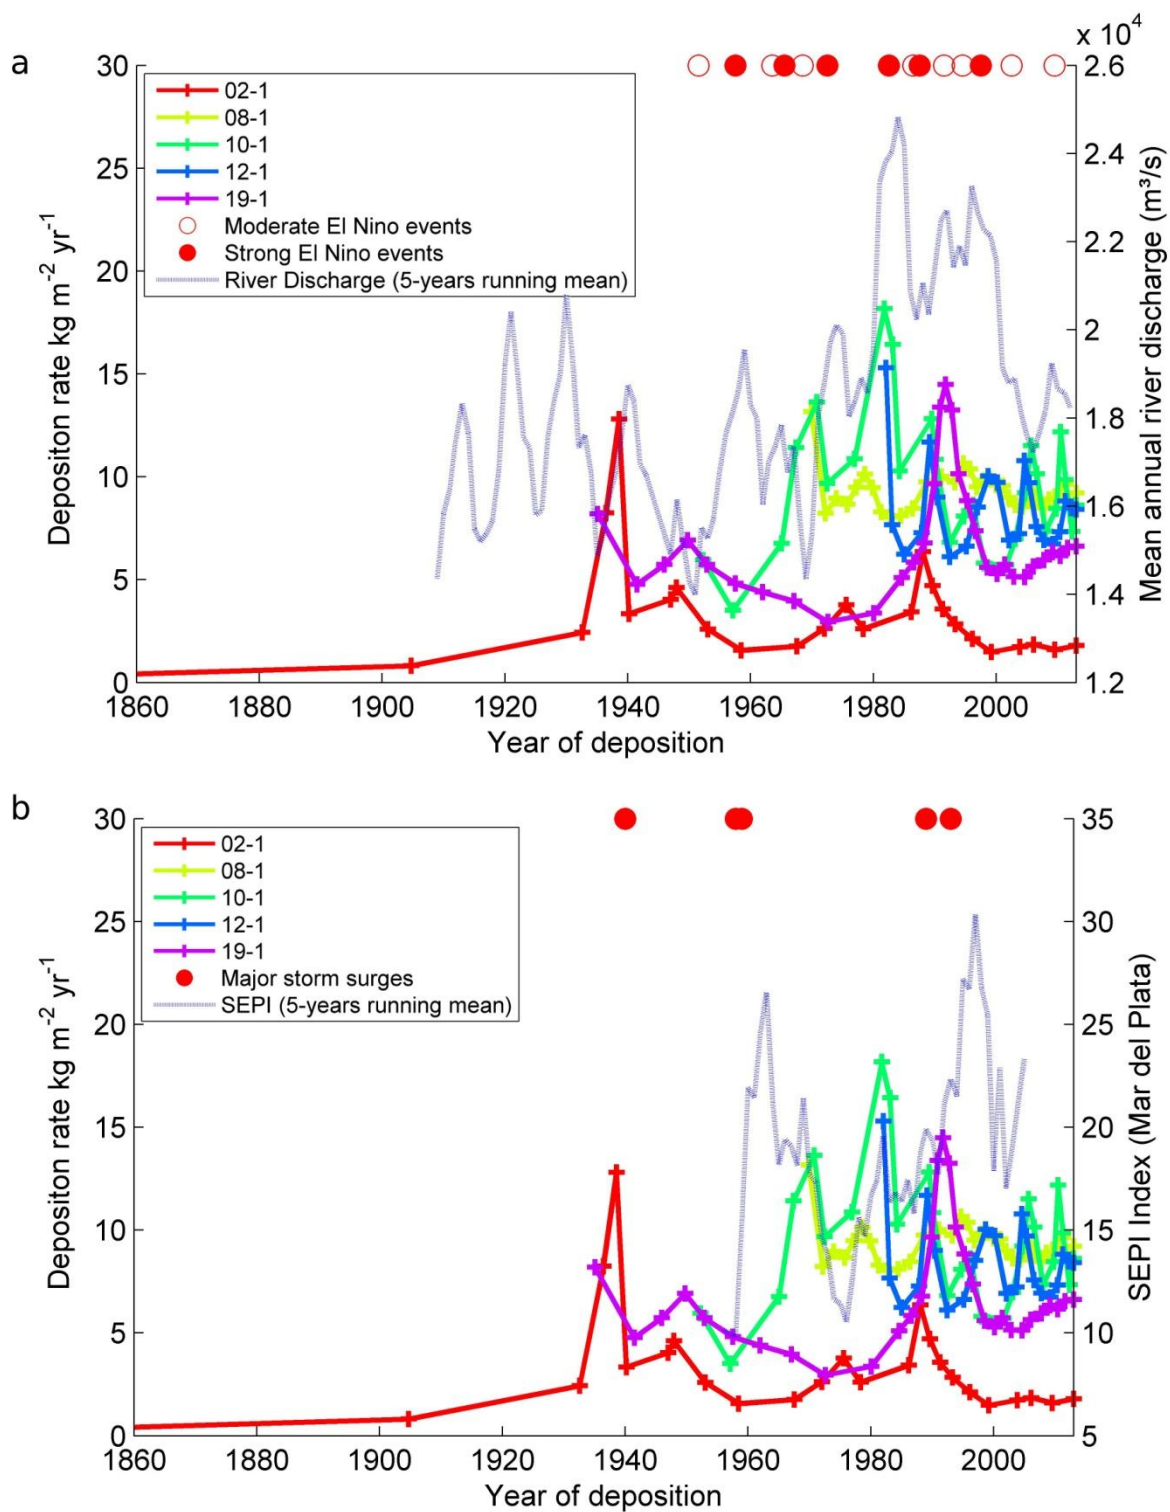 a
x 10⁴
30
25
20
15
10
5
0
Depositon rate kg m⁻² yr⁻¹
02-1
08-1
10-1
12-1
19-1
Moderate El Nino events
Strong El Nino events
River Discharge (5-years running mean)
26
2.4
2.2
2
1.8
1.6
1.4
1.2
Mean annual river discharge (m³/s)
1860 1880 1900 1920 1940 1960 1980 2000
Year of deposition
b
30
25
20
15
10
5
0
Depositon rate kg m⁻² yr⁻¹
02-1
08-1
10-1
12-1
19-1
Major storm surges
SEPI (5-years running mean)
35
30
25
20
15
10
5
SEPI Index (Mar del Plata)
1860 1880 1900 1920 1940 1960 1980 2000
Year of deposition